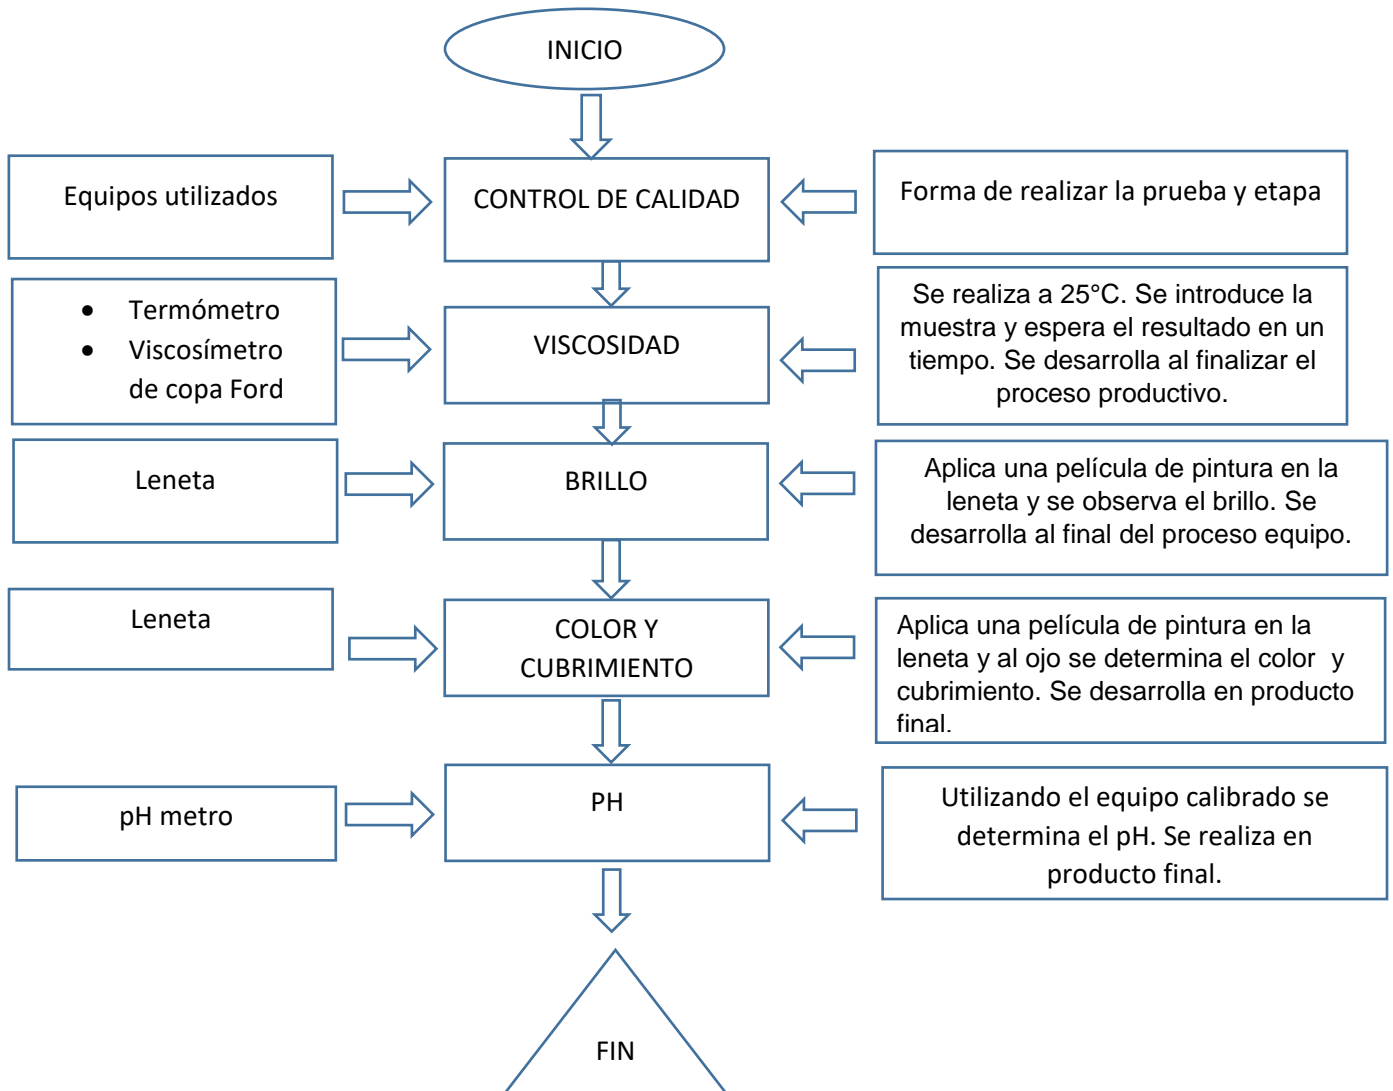 INICIO
Equipos utilizados
CONTROL DE CALIDAD
Forma de realizar la prueba y etapa
• Termómetro
• Viscosímetro
de copa Ford
VISCOSIDAD
Se realiza a 25°C. Se introduce la
muestra y espera el resultado en un
tiempo. Se desarrolla al finalizar el
proceso productivo.
Leneta
BRILLO
Aplica una película de pintura en la
leneta y se observa el brillo. Se
desarrolla al final del proceso equipo.
Leneta
COLOR Y
CUBRIMIENTO
Aplica una película de pintura en la
leneta y al ojo se determina el color y
cubrimiento. Se desarrolla en producto
final.
pH metro
PH
Utilizando el equipo calibrado se
determina el pH. Se realiza en
producto final.
FIN